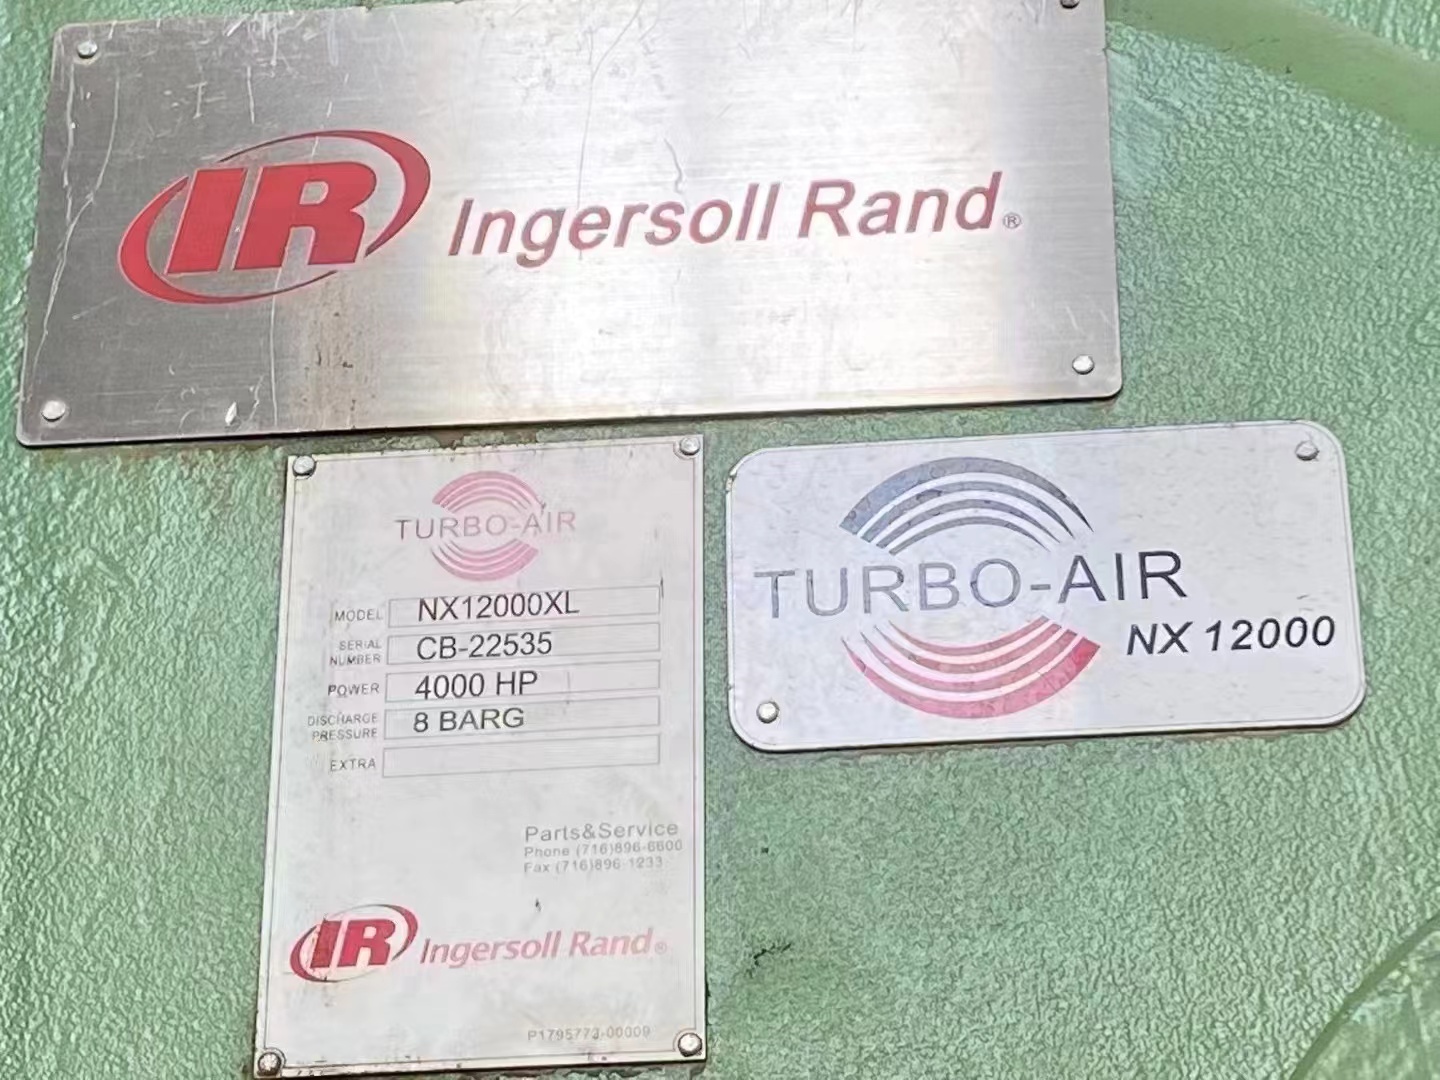 IR Ingersoll Rand®
TURBO-AIR
MODEL NX12000XL
SERIAL NUMBER CB-22535
POWER 4000 HP
DISCHARGE PRESSURE 8 BARG
EXTRA
Parts&Service
Phone (716)896-6600
Fax (716)896-1233
IR Ingersoll Rand®
P1795773-00009
TURBO-AIR
NX 12000